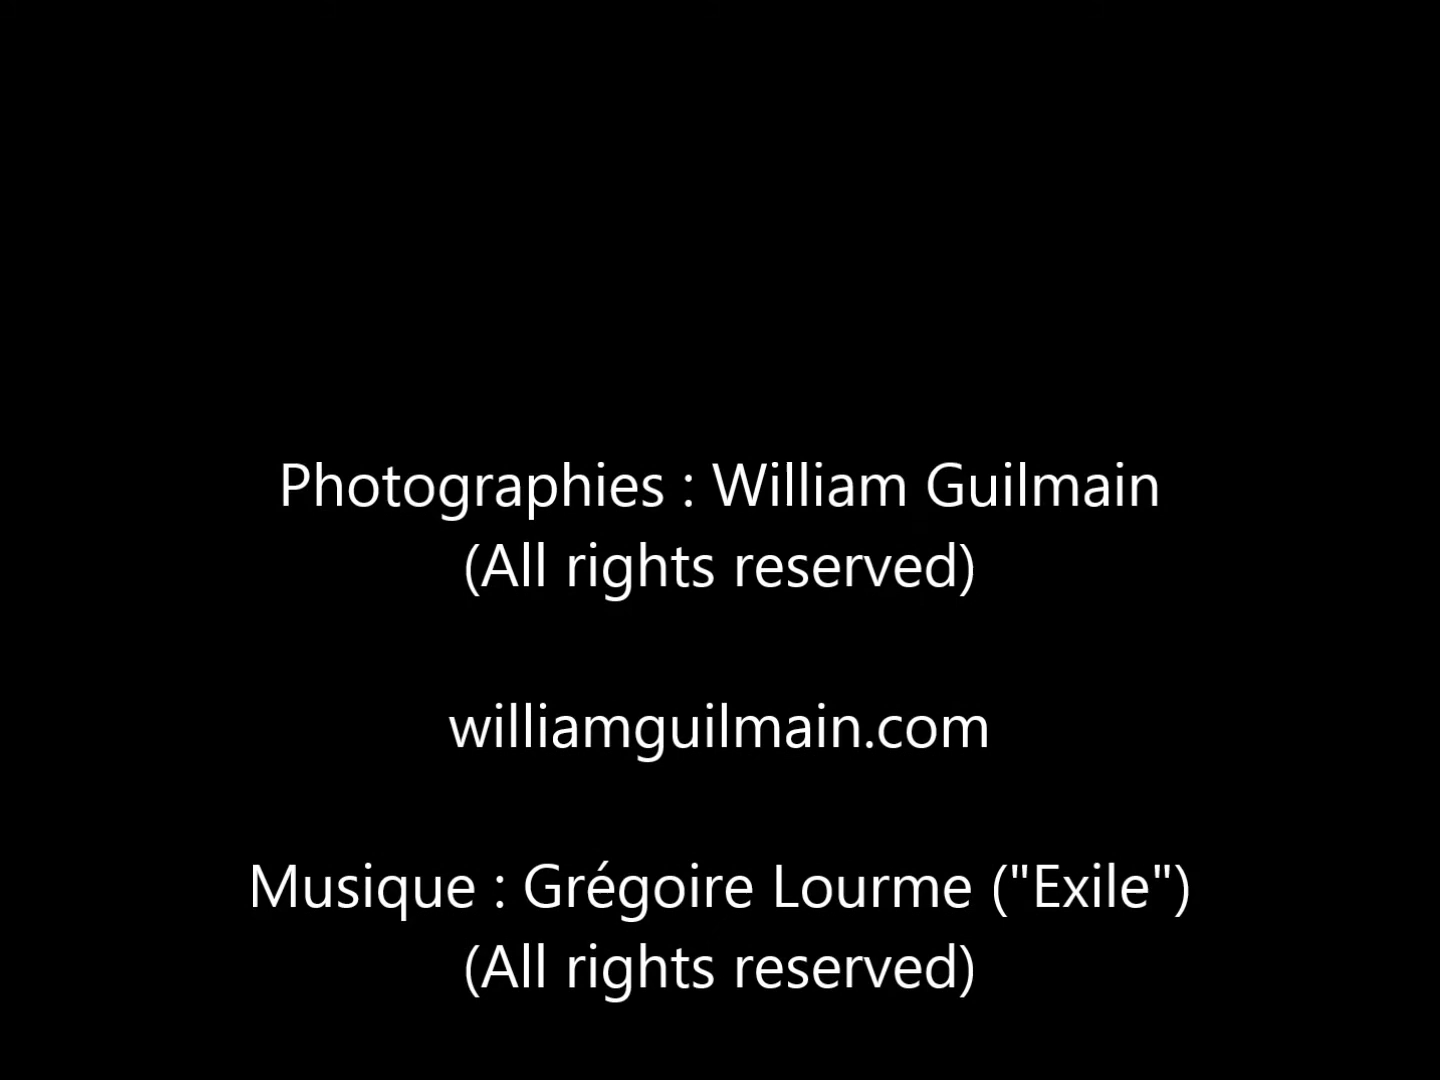 Photographies : William Guilmain
(All rights reserved)
williamguilmain.com
Musique : Grégoire Lourme ("Exile")
(All rights reserved)